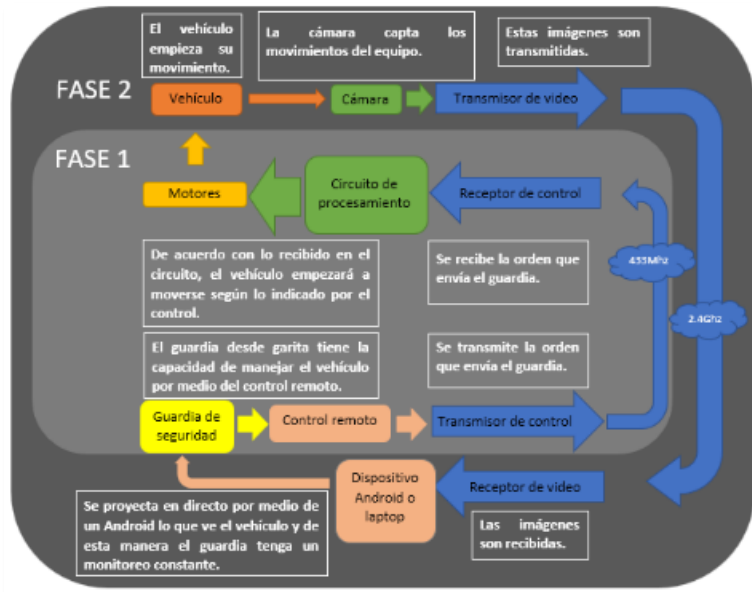 El vehículo
empieza su
movimiento.
La cámara capta los
movimientos del equipo.
Estas imágenes son
transmitidas.
FASE 2
Vehículo
Cámara
Transmisor de video
FASE 1
Motores
Circuito de
procesamiento
Receptor de control
De acuerdo con lo recibido en el
circuito, el vehículo empezará a
moverse según lo indicado por el
control.
Se recibe la orden que
envía el guardia.
433Mhz
2.4Ghz
El guardia desde garita tiene la
capacidad de manejar el vehículo
por medio del control remoto.
Se transmite la orden
que envía el guardia.
Guardia de
seguridad
Control remoto
Transmisor de control
Dispositivo
Android o
laptop
Receptor de video
Se proyecta en directo por medio de
un Android lo que ve el vehículo y de
esta manera el guardia tenga un
monitoreo constante.
Las imágenes
son recibidas.